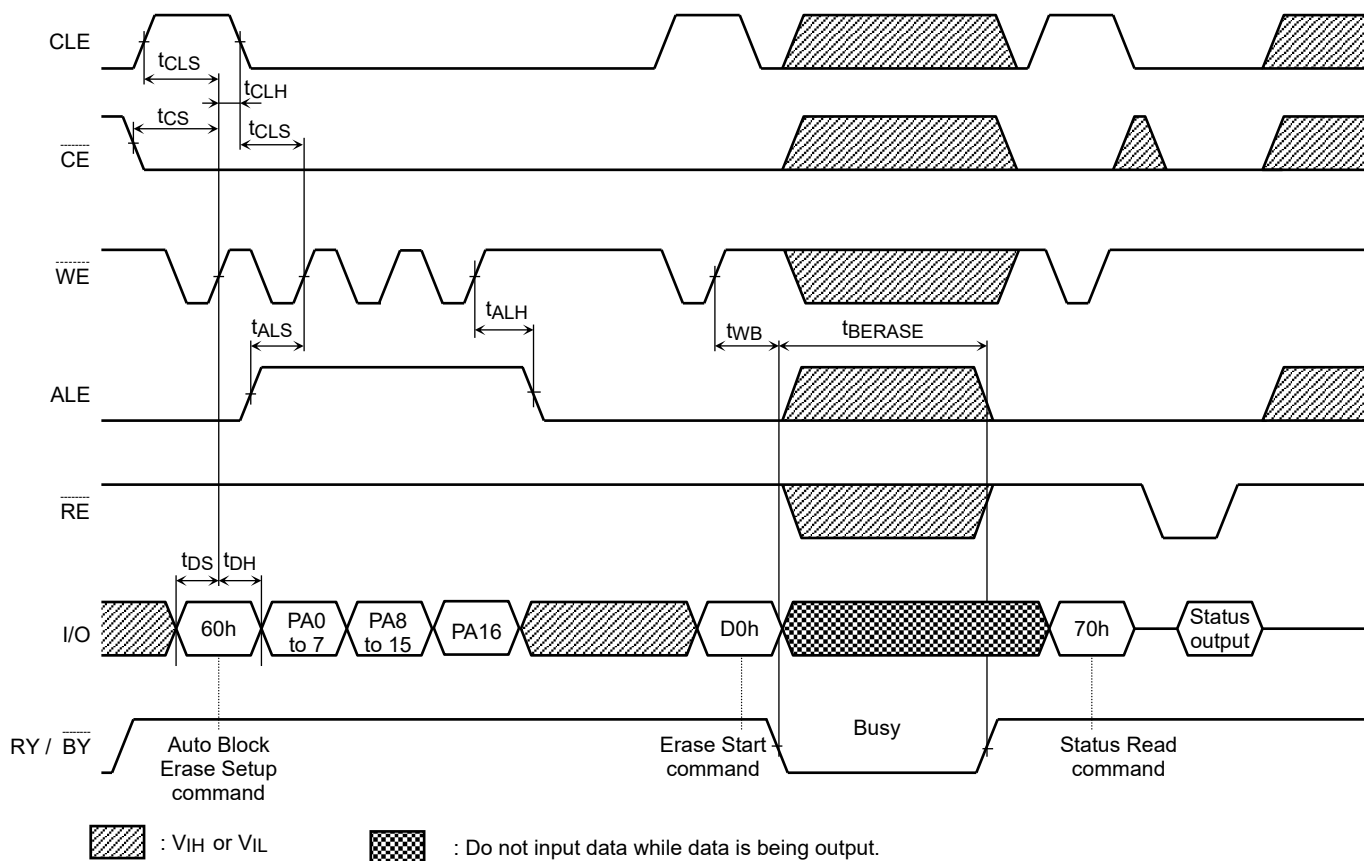 CLE
tCLS
tCLH
tCS
tCLS
CE
WE
tALS
tALH
tWB
tBERASE
ALE
RE
tDS
tDH
I/O
60h
PA0
to 7
PA8
to 15
PA16
D0h
70h
Status
output
RY / BY
Auto Block
Erase Setup
command
Erase Start
command
Busy
Status Read
command
: VIH or VIL
: Do not input data while data is being output.